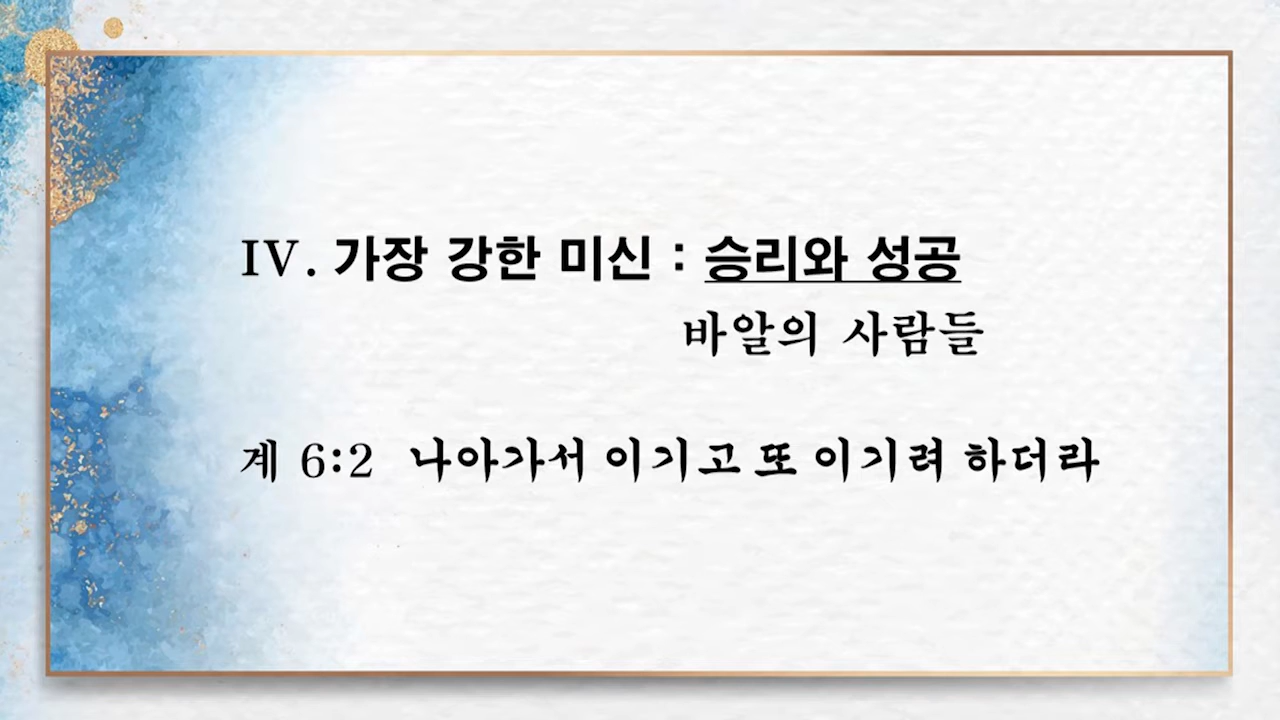 IV. 가장 강한 미신 : 승리와 성공
바알의 사람들
계 6:2 나아가서 이기고 또 이기려 하더라